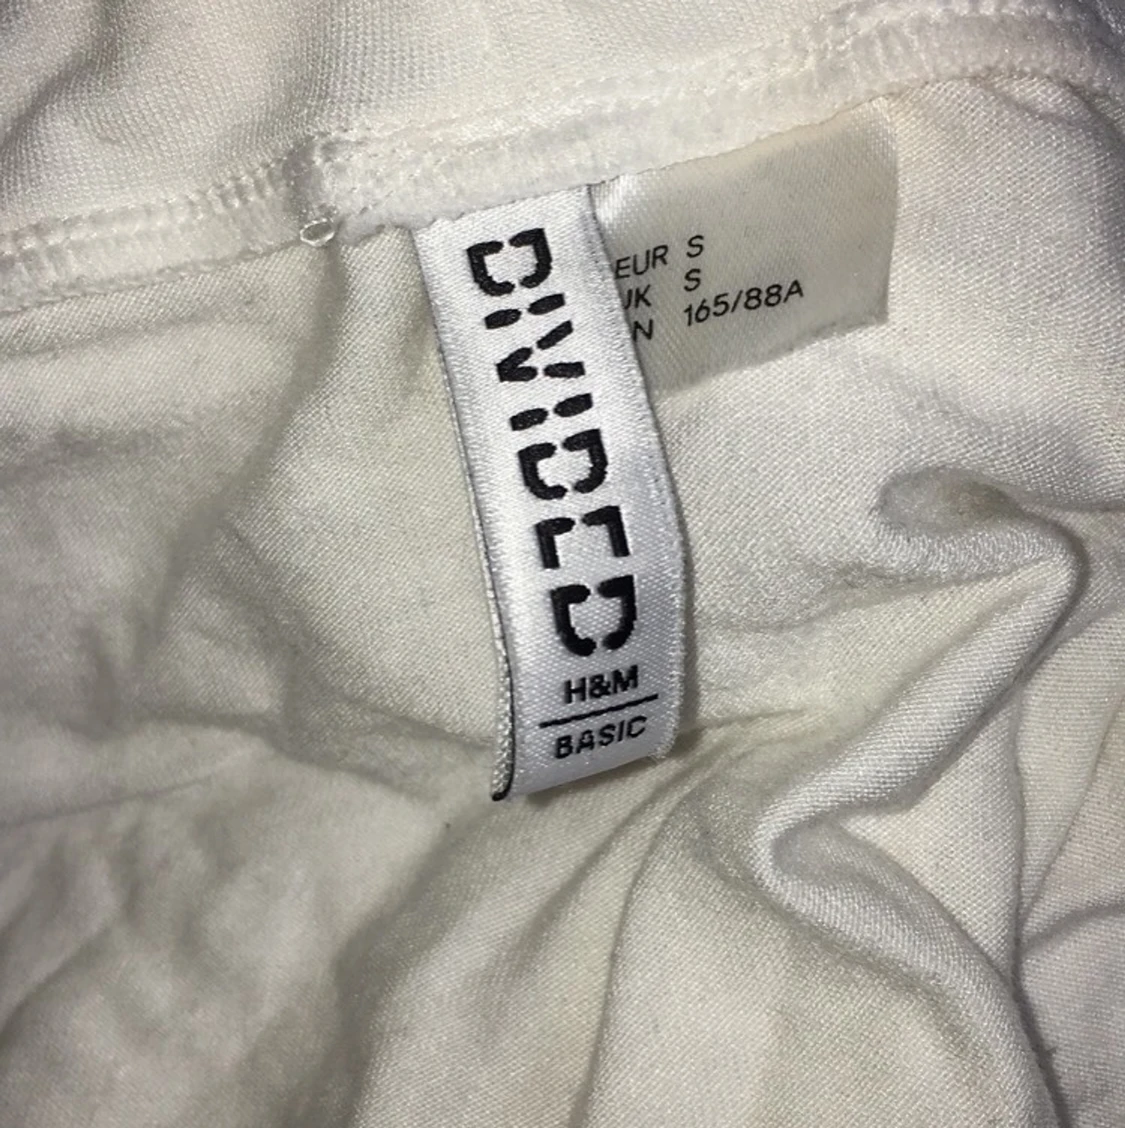 DIVIDED
H&M
BASIC
EUR S
UK S
N 165/88A